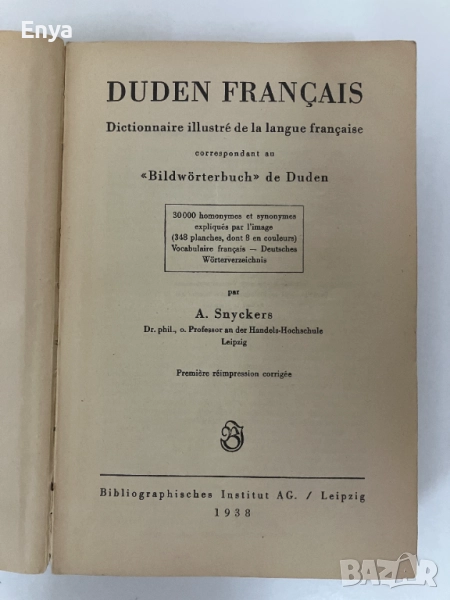 Enya
DUDEN FRANÇAIS
Dictionnaire illustré de la langue française
correspondant au
«Bildwörterbuch» de Duden
30000 homonymes et synonymes
expliqués par l'image
(348 planches, dont 8 en couleurs)
Vocabulaire français — Deutsches
Wörterverzeichnis
par
A. Snyckers
Dr. phil., o. Professor an der Handels-Hochschule
Leipzig
Première réimpression corrigée
Bibliographisches Institut AG. / Leipzig
1938
bazar